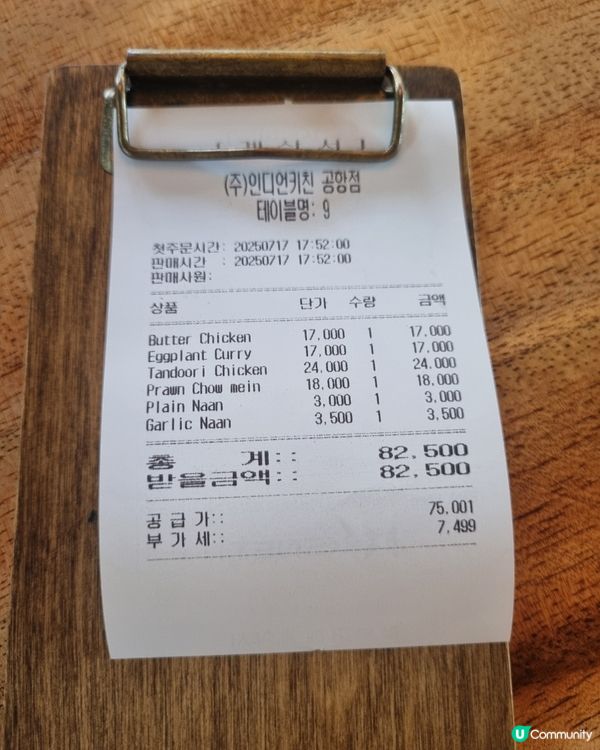 (주)인디언키친 공항점
테이블명: 9
첫주문시간: 20250717 17:52:00
판매시간 : 20250717 17:52:00
판매사원:
상품 단가 수량 금액
Butter Chicken 17,000 1 17,000
Eggplant Curry 17,000 1 17,000
Tandoori Chicken 24,000 1 24,000
Prawn Chow mein 18,000 1 18,000
Plain Naan 3,000 1 3,000
Garlic Naan 3,500 1 3,500
총 계:: 82,500
받을금액:: 82,500
공 급 가:: 75,001
부 가 세:: 7,499
U Community